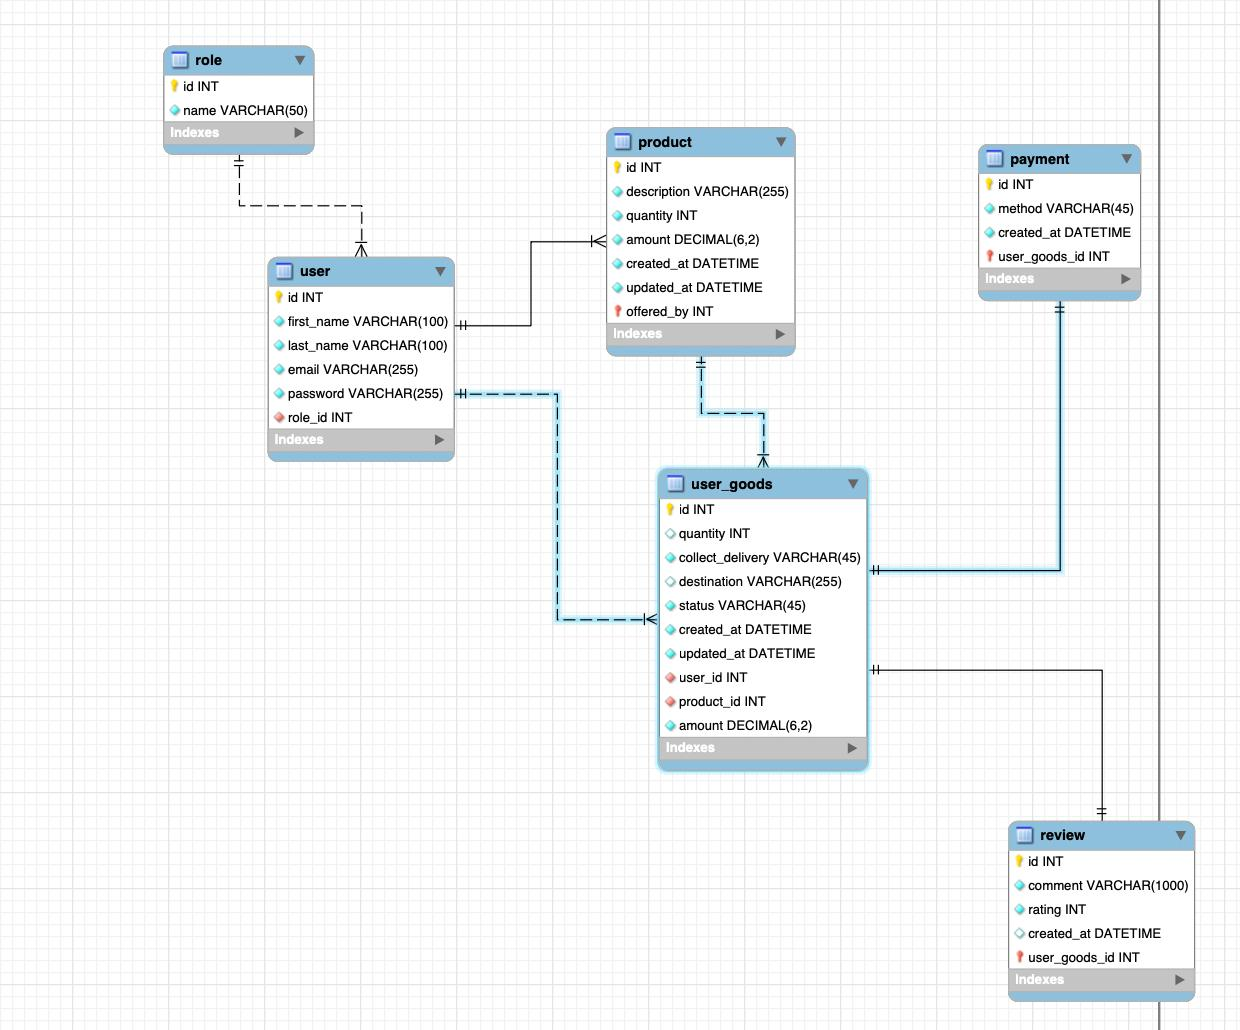 role
id INT
name VARCHAR(50)
Indexes
product
id INT
description VARCHAR(255)
quantity INT
amount DECIMAL(6,2)
created_at DATETIME
updated_at DATETIME
offered_by INT
Indexes
payment
id INT
method VARCHAR(45)
created_at DATETIME
user_goods_id INT
Indexes
user
id INT
first_name VARCHAR(100)
last_name VARCHAR(100)
email VARCHAR(255)
password VARCHAR(255)
role_id INT
Indexes
user_goods
id INT
quantity INT
collect_delivery VARCHAR(45)
destination VARCHAR(255)
status VARCHAR(45)
created_at DATETIME
updated_at DATETIME
user_id INT
product_id INT
amount DECIMAL(6,2)
Indexes
review
id INT
comment VARCHAR(1000)
rating INT
created_at DATETIME
user_goods_id INT
Indexes